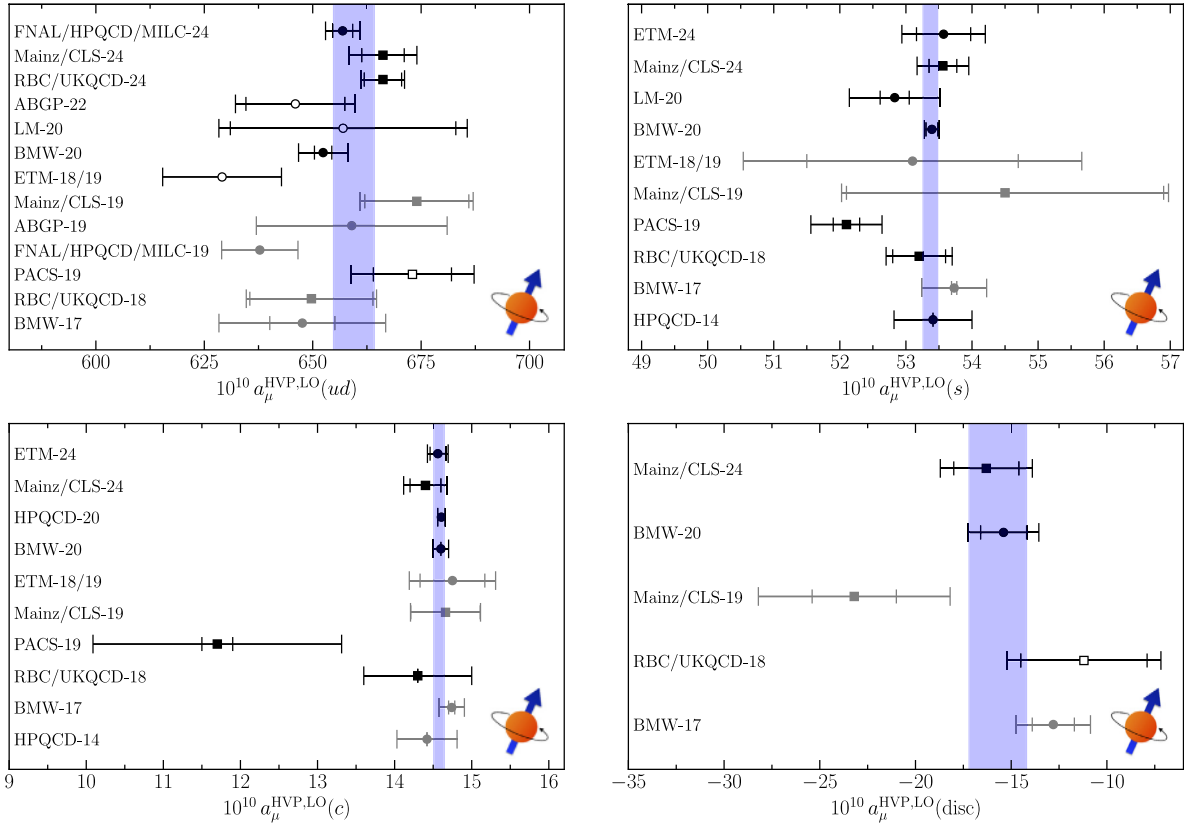 FNAL/HPQCD/MILC-24
Mainz/CLS-24
RBC/UKQCD-24
ABGP-22
LM-20
BMW-20
ETM-18/19
Mainz/CLS-19
ABGP-19
FNAL/HPQCD/MILC-19
PACS-19
RBC/UKQCD-18
BMW-17
600 625 650 675 700
10^10 a_μ^HVP,LO(ud)
ETM-24
Mainz/CLS-24
LM-20
BMW-20
ETM-18/19
Mainz/CLS-19
PACS-19
RBC/UKQCD-18
BMW-17
HPQCD-14
49 50 51 52 53 54 55 56 57
10^10 a_μ^HVP,LO(s)
ETM-24
Mainz/CLS-24
HPQCD-20
BMW-20
ETM-18/19
Mainz/CLS-19
PACS-19
RBC/UKQCD-18
BMW-17
HPQCD-14
9 10 11 12 13 14 15 16
10^10 a_μ^HVP,LO(c)
Mainz/CLS-24
BMW-20
Mainz/CLS-19
RBC/UKQCD-18
BMW-17
−35 −30 −25 −20 −15 −10
10^10 a_μ^HVP,LO(disc)